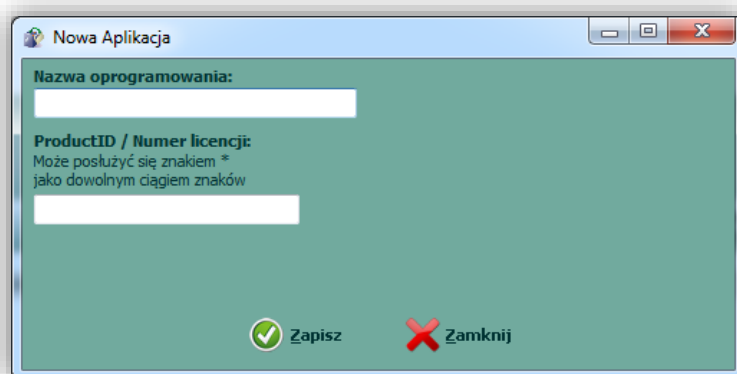 Nowa Aplikacja
Nazwa oprogramowania:
ProductID / Numer licencji:
Może posłużyć się znakiem *
jako dowolnym ciągiem znaków
Zapisz Zamknij